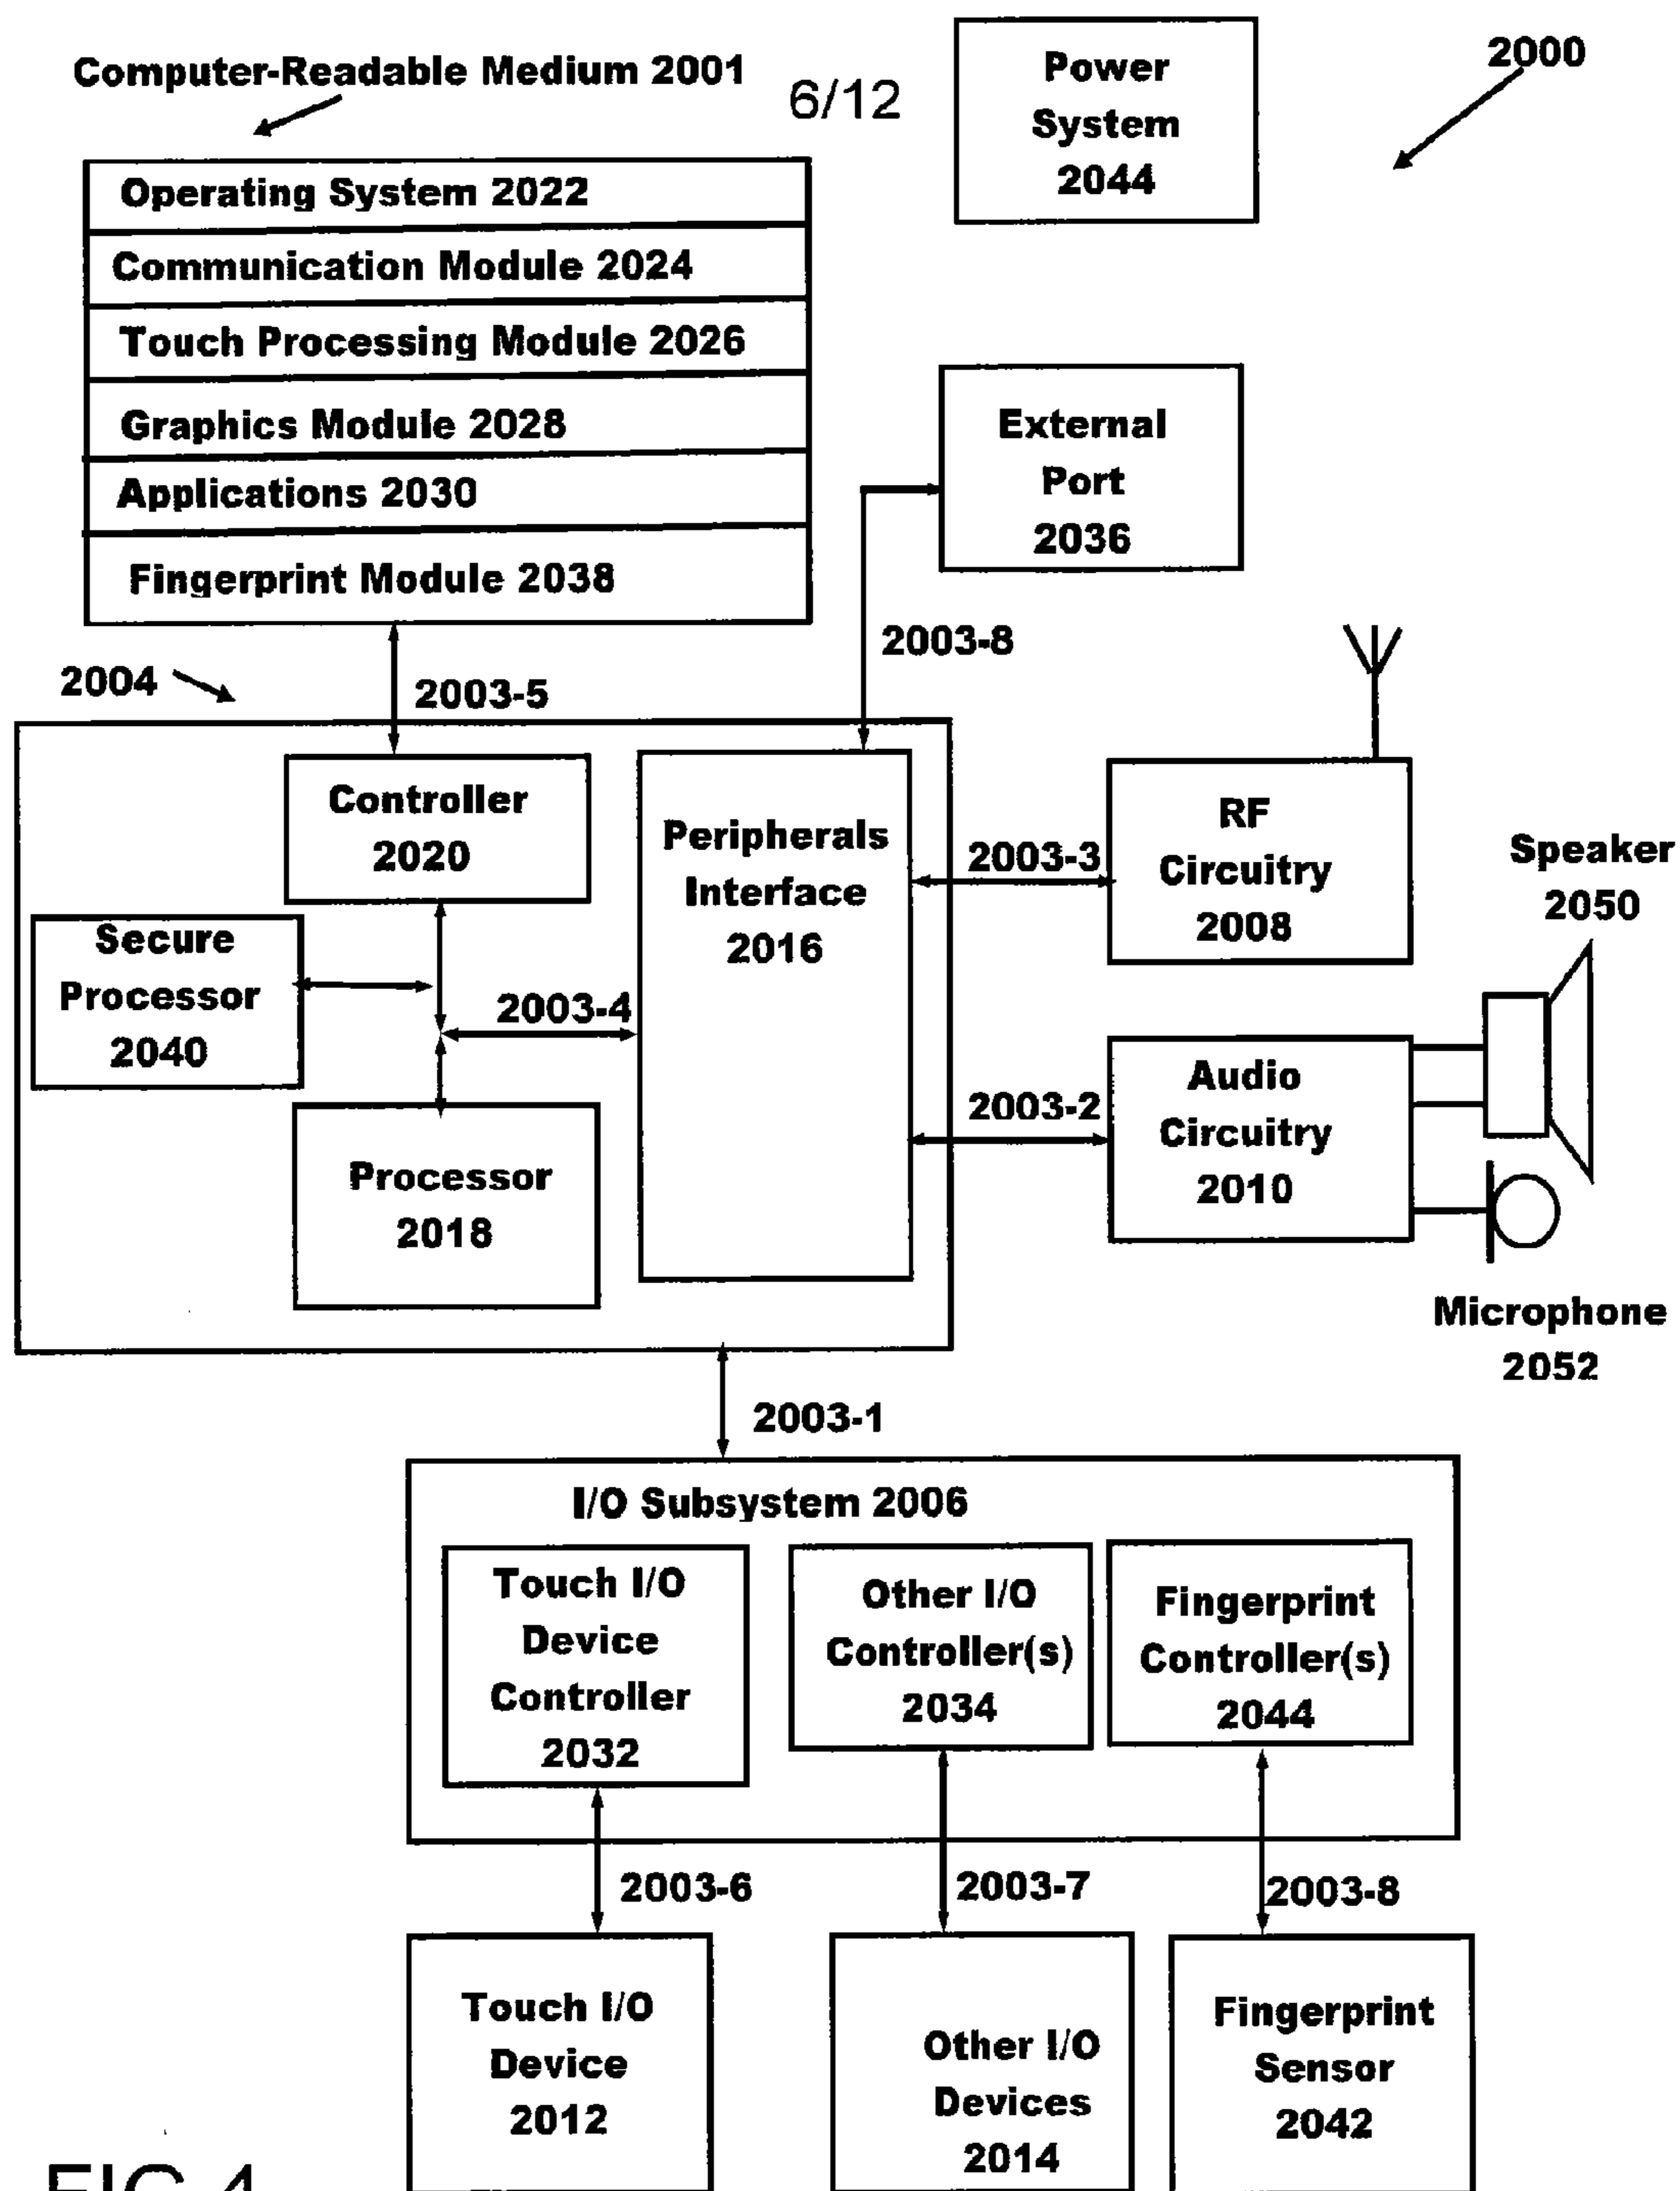 Computer-Readable Medium 2001
6/12
Power
System
2044
2000
Operating System 2022
Communication Module 2024
Touch Processing Module 2026
Graphics Module 2028
Applications 2030
Fingerprint Module 2038
External
Port
2036
2003-8
2004
2003-5
Controller
2020
Peripherals
Interface
2016
Secure
Processor
2040
2003-4
Processor
2018
2003-3
RF
Circuitry
2008
Speaker
2050
2003-2
Audio
Circuitry
2010
Microphone
2052
2003-1
I/O Subsystem 2006
Touch I/O
Device
Controller
2032
Other I/O
Controller(s)
2034
Fingerprint
Controller(s)
2044
2003-6
2003-7
2003-8
Touch I/O
Device
2012
Other I/O
Devices
2014
Fingerprint
Sensor
2042
FIG 4